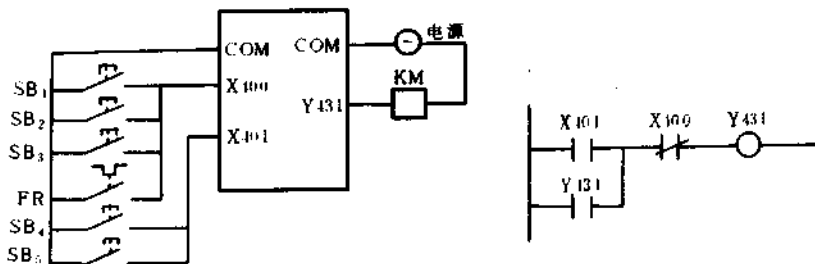 COM
COM
电源
SB₁
X400
KM
SB₂
Y431
SB₃
X401
FR
SB₄
SB₅
X401
X400
Y431
Y431